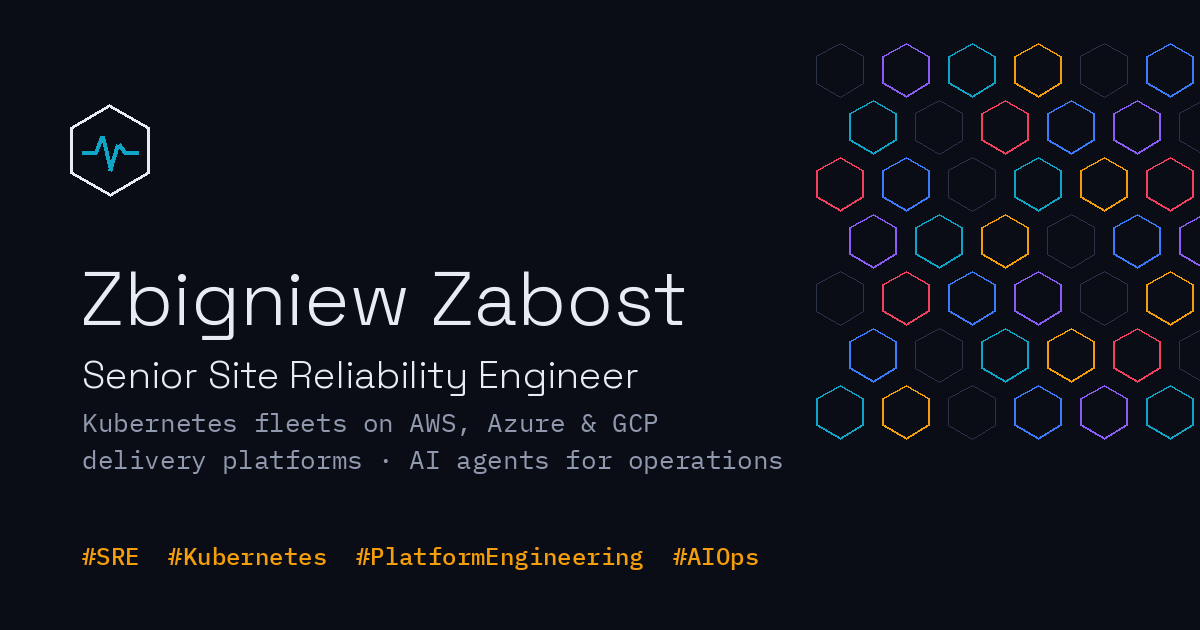 Zbigniew Zabost
Senior Site Reliability Engineer
Kubernetes fleets on AWS, Azure & GCP
delivery platforms · AI agents for operations
#SRE #Kubernetes #PlatformEngineering #AIOps